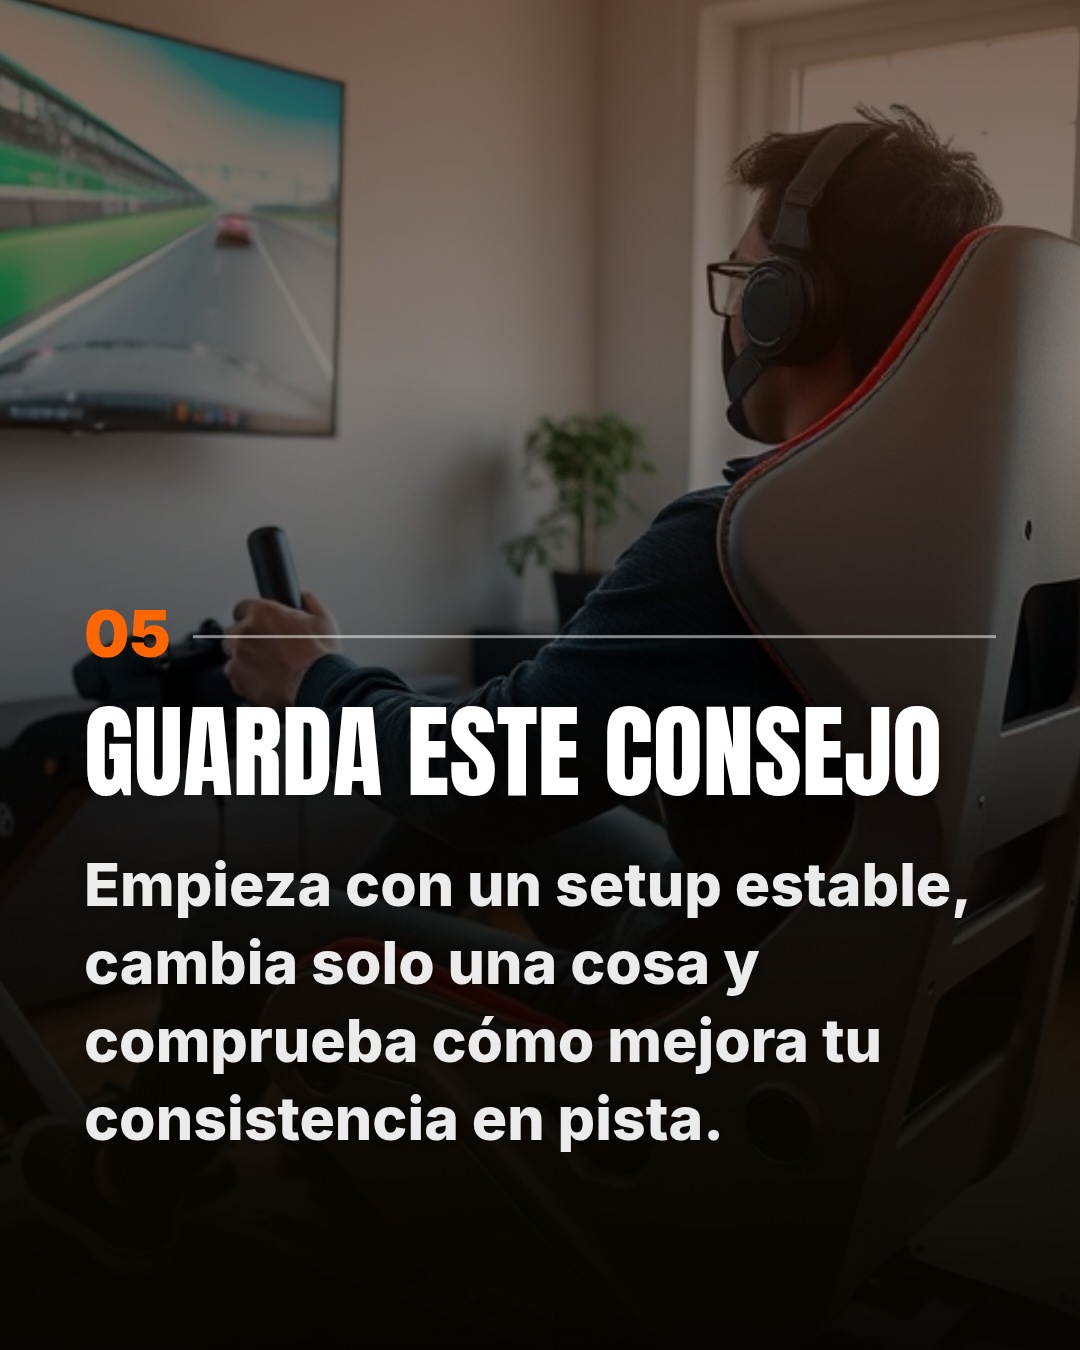 05
GUARDA ESTE CONSEJO
Empieza con un setup estable,
cambia solo una cosa y
comprueba cómo mejora tu
consistencia en pista.